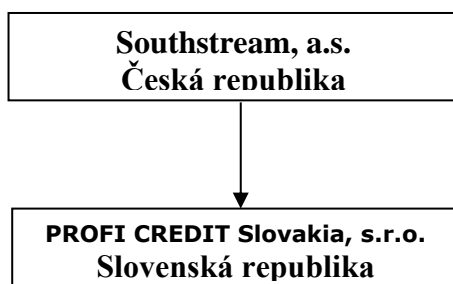 Southstream, a.s.
Česká republika
PROFI CREDIT Slovakia, s.r.o.
Slovenská republika